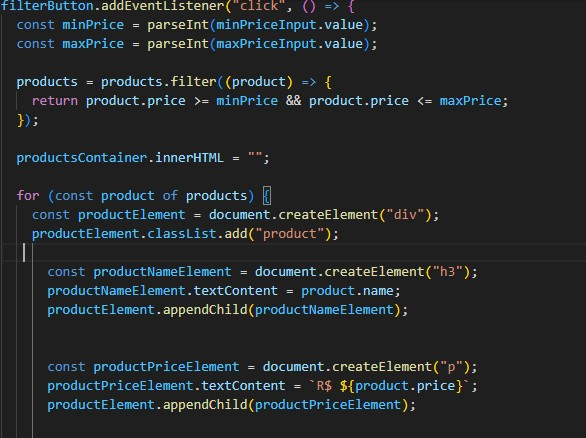 filterButton.addEventListener("click", () => {
const minPrice = parseInt(minPriceInput.value);
const maxPrice = parseInt(maxPriceInput.value);
products = products.filter((product) => {
return product.price >= minPrice && product.price <= maxPrice;
});
productsContainer.innerHTML = "";
for (const product of products) {
const productElement = document.createElement("div");
productElement.classList.add("product");
const productNameElement = document.createElement("h3");
productNameElement.textContent = product.name;
productElement.appendChild(productNameElement);
const productPriceElement = document.createElement("p");
productPriceElement.textContent = `R$ ${product.price}`;
productElement.appendChild(productPriceElement);